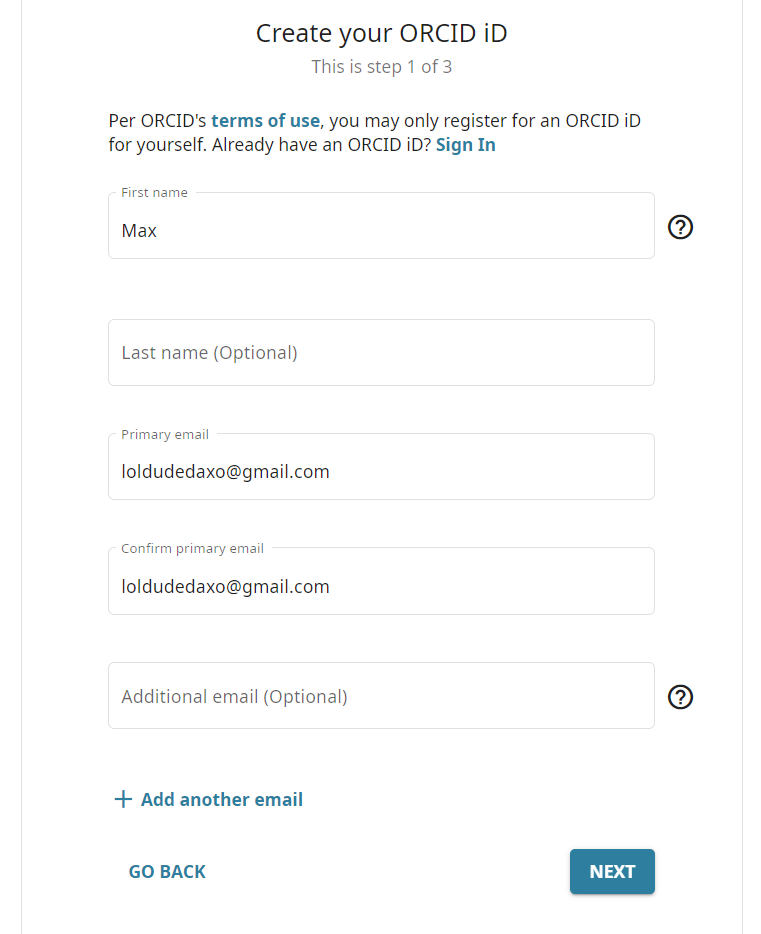 Create your ORCID iD
This is step 1 of 3
Per ORCID's terms of use, you may only register for an ORCID iD
for yourself. Already have an ORCID iD? Sign In
First name
Max
?
Last name (Optional)
Primary email
loldudedaxo@gmail.com
Confirm primary email
loldudedaxo@gmail.com
Additional email (Optional)
?
+ Add another email
GO BACK
NEXT